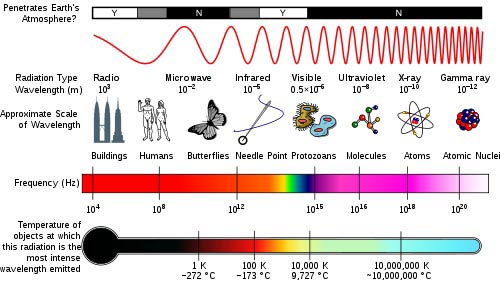 Penetrates Earth's
Atmosphere?
Y N Y N
Radiation Type Radio Microwave Infrared Visible Ultraviolet X-ray Gamma ray
Wavelength (m) 10³ 10⁻² 10⁻⁵ 0.5×10⁻⁶ 10⁻⁸ 10⁻¹⁰ 10⁻¹²
Approximate Scale
of Wavelength
Buildings Humans Butterflies Needle Point Protozoans Molecules Atoms Atomic Nuclei
Frequency (Hz)
10⁴ 10⁸ 10¹² 10¹⁵ 10¹⁶ 10¹⁸ 10²⁰
Temperature of
objects at which
this radiation is the
most intense
wavelength emitted
1 K 100 K 10,000 K 10,000,000 K
−272 °C −173 °C 9,727 °C ~10,000,000 °C